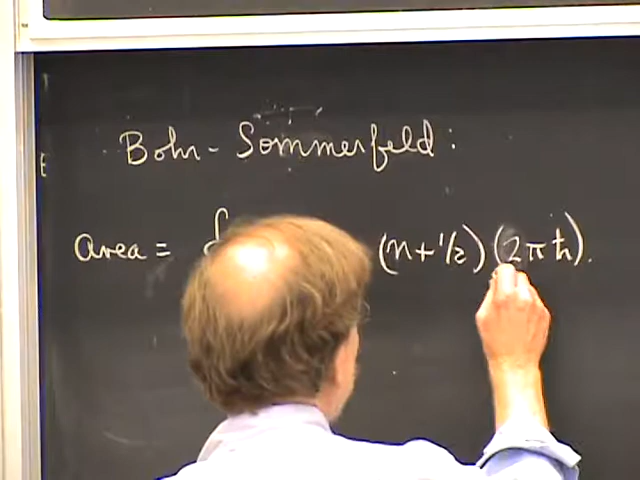 Bohr - Sommerfeld:
area = ∮ (n+1/2)(2πħ).